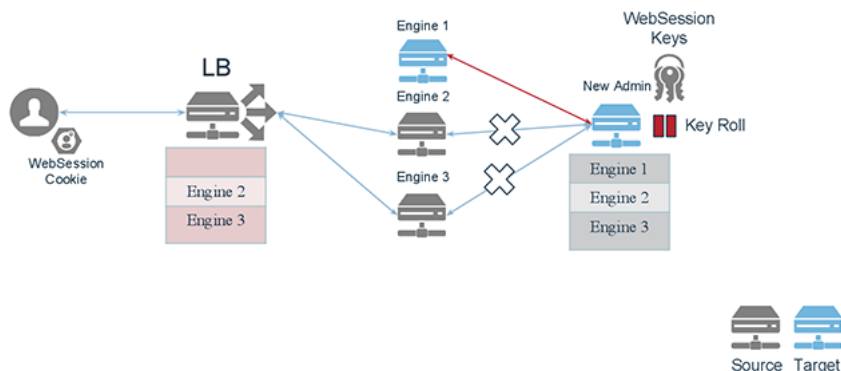 Engine 1
WebSession
Keys
LB
Engine 2
New Admin
Key Roll
WebSession
Cookie
Engine 2
Engine 3
Engine 3
Engine 1
Engine 2
Engine 3
Source
Target